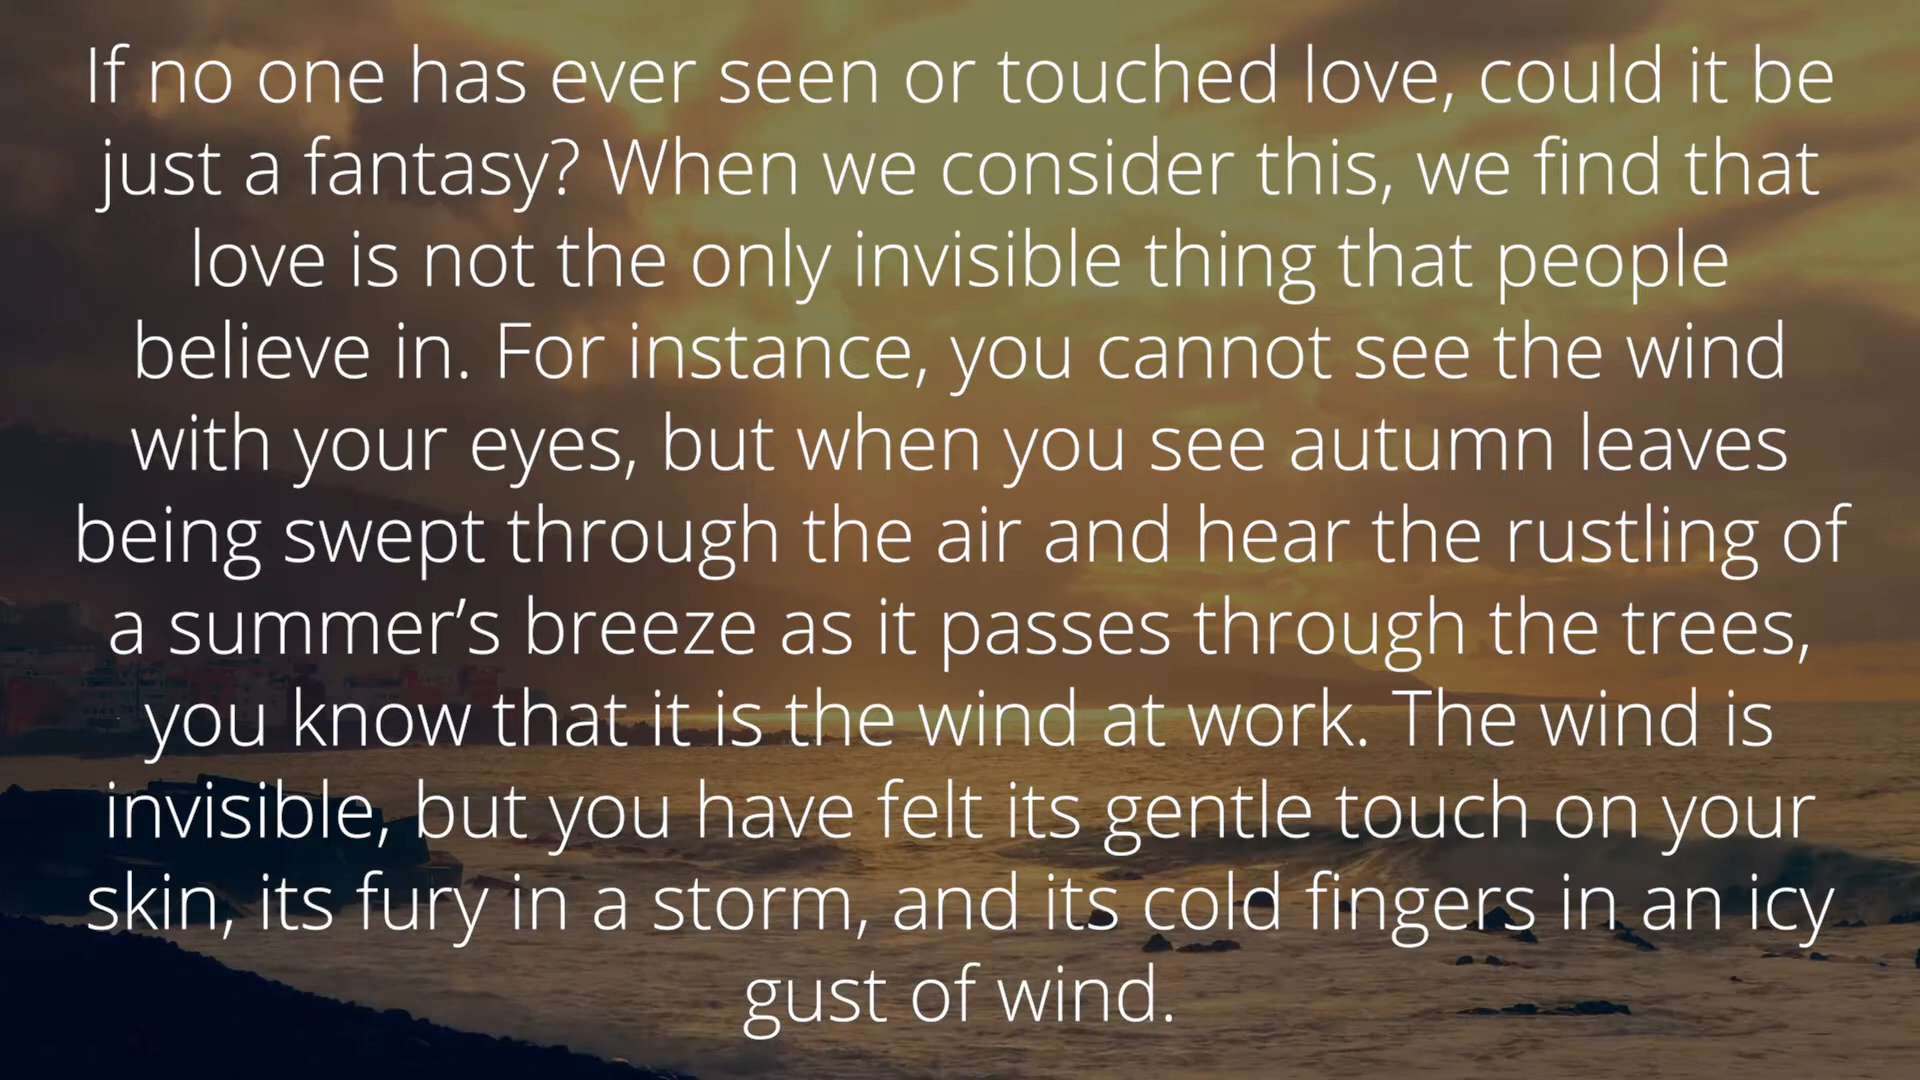 If no one has ever seen or touched love, could it be
just a fantasy? When we consider this, we find that
love is not the only invisible thing that people
believe in. For instance, you cannot see the wind
with your eyes, but when you see autumn leaves
being swept through the air and hear the rustling of
a summer’s breeze as it passes through the trees,
you know that it is the wind at work. The wind is
invisible, but you have felt its gentle touch on your
skin, its fury in a storm, and its cold fingers in an icy
gust of wind.